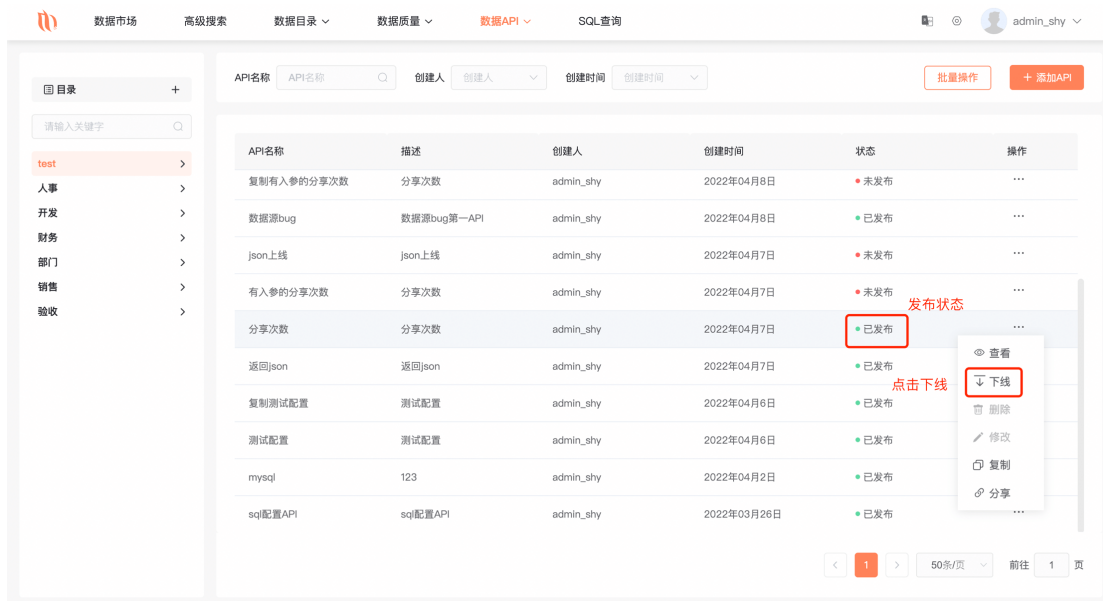 数据市场 高级搜索 数据目录 数据质量 数据API SQL查询 admin_shy
目录 +
请输入关键字
test
人事
开发
财务
部门
销售
验收
API名称 API名称 创建人 创建人 创建时间 创建时间 批量操作 + 添加API
API名称 描述 创建人 创建时间 状态 操作
复制有入参的分享次数 分享次数 admin_shy 2022年04月8日 未发布 ...
数据源bug 数据源bug第一API admin_shy 2022年04月8日 已发布 ...
json上线 json上线 admin_shy 2022年04月7日 未发布 ...
有入参的分享次数 分享次数 admin_shy 2022年04月7日 未发布 ...
发布状态
分享次数 分享次数 admin_shy 2022年04月7日 已发布 ...
返回json 返回json admin_shy 2022年04月7日 已发布
复制测试配置 测试配置 admin_shy 2022年04月6日 已发布
测试配置 测试配置 admin_shy 2022年04月6日 已发布
mysql 123 admin_shy 2022年04月2日 已发布
sql配置API sql配置API admin_shy 2022年03月26日 已发布 ...
查看
点击下线
下线
删除
修改
复制
分享
1 50条/页 前往 1 页